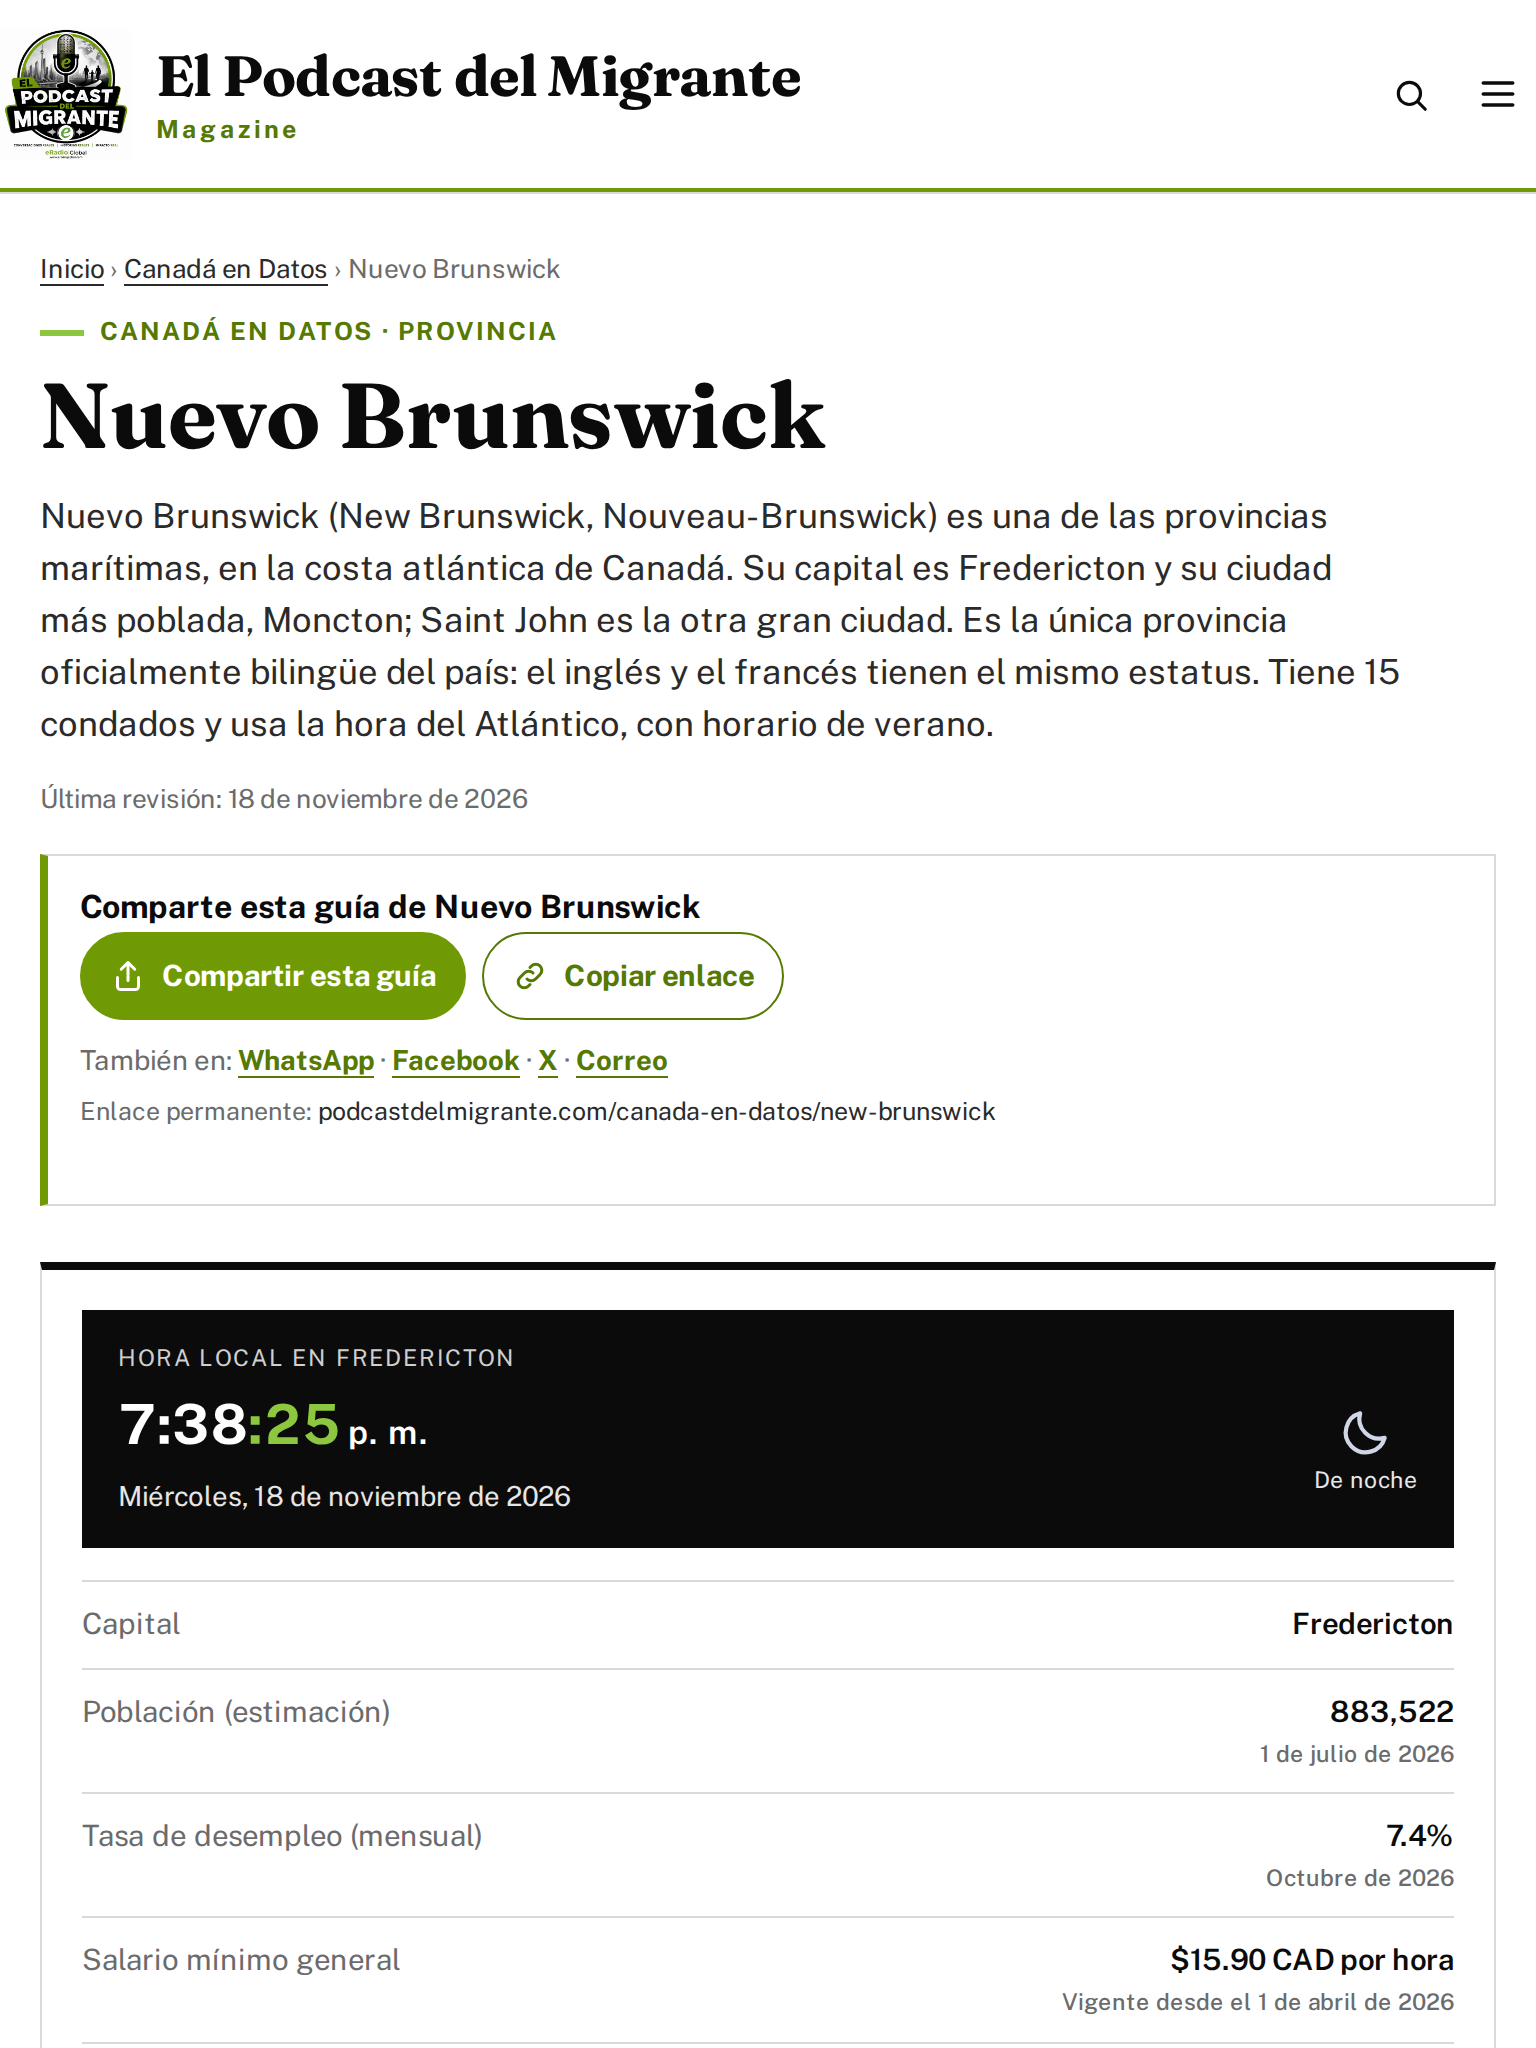 EL
PODCAST
DEL
MIGRANTE
eRadio Global
El Podcast del Migrante
Magazine
Inicio › Canadá en Datos › Nuevo Brunswick
CANADÁ EN DATOS · PROVINCIA
Nuevo Brunswick
Nuevo Brunswick (New Brunswick, Nouveau-Brunswick) es una de las provincias
marítimas, en la costa atlántica de Canadá. Su capital es Fredericton y su ciudad
más poblada, Moncton; Saint John es la otra gran ciudad. Es la única provincia
oficialmente bilingüe del país: el inglés y el francés tienen el mismo estatus. Tiene 15
condados y usa la hora del Atlántico, con horario de verano.
Última revisión: 18 de noviembre de 2026
Comparte esta guía de Nuevo Brunswick
Compartir esta guía
Copiar enlace
También en: WhatsApp · Facebook · X · Correo
Enlace permanente: podcastdelmigrante.com/canada-en-datos/new-brunswick
HORA LOCAL EN FREDERICTON
7:38:25 p. m.
De noche
Miércoles, 18 de noviembre de 2026
Capital
Fredericton
Población (estimación)
883,522
1 de julio de 2026
Tasa de desempleo (mensual)
7.4%
Octubre de 2026
Salario mínimo general
$15.90 CAD por hora
Vigente desde el 1 de abril de 2026